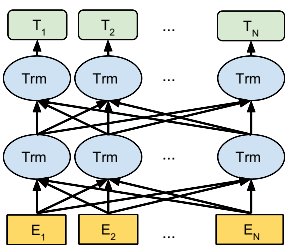 T1 T2 ... TN
Trm Trm ... Trm
Trm Trm ... Trm
E1 E2 ... EN